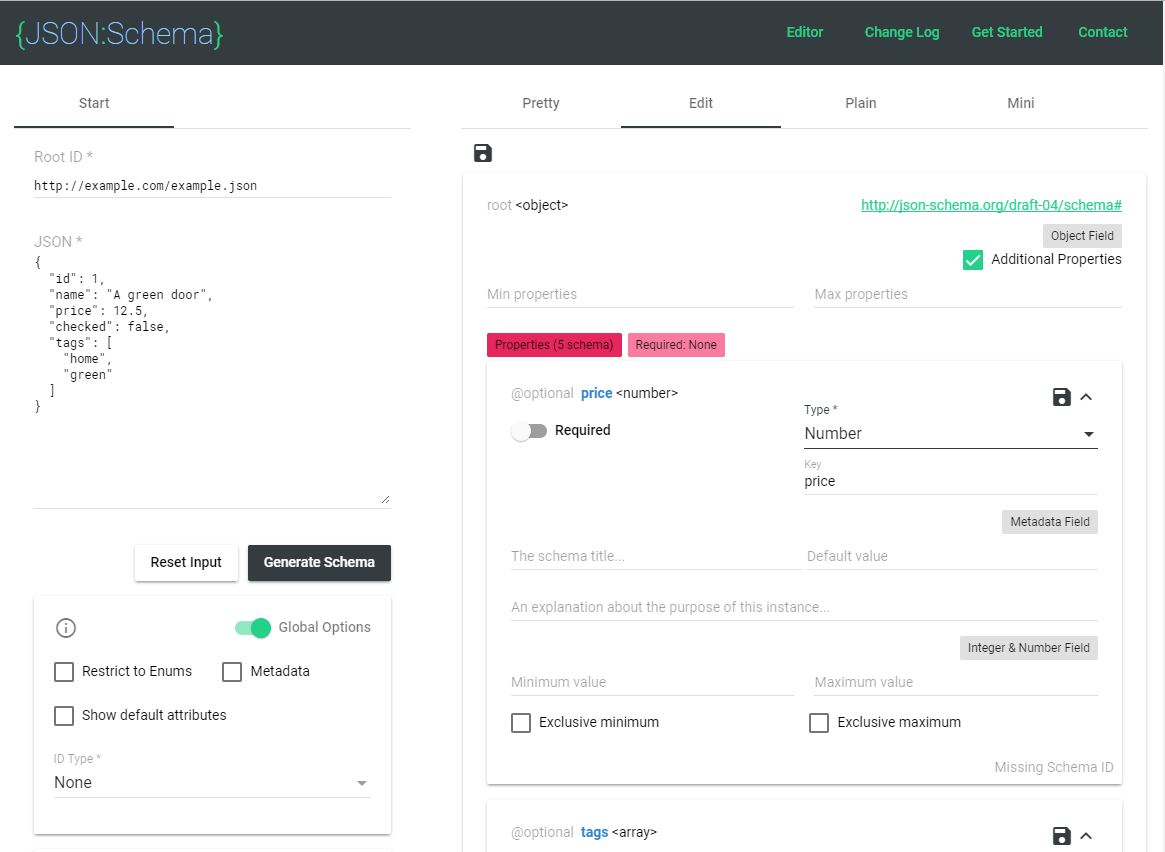 {JSON:Schema}
Editor
Change Log
Get Started
Contact
Start
Root ID *
http://example.com/example.json
JSON *
{
  "id": 1,
  "name": "A green door",
  "price": 12.5,
  "checked": false,
  "tags": [
    "home",
    "green"
  ]
}
Reset Input
Generate Schema
Global Options
Restrict to Enums
Metadata
Show default attributes
ID Type *
None
Pretty
Edit
Plain
Mini
root <object>
http://json-schema.org/draft-04/schema#
Object Field
Additional Properties
Min properties
Max properties
Properties (5 schema)
Required: None
@optional price <number>
Required
Type *
Number
Key
price
Metadata Field
The schema title...
Default value
An explanation about the purpose of this instance...
Integer & Number Field
Minimum value
Maximum value
Exclusive minimum
Exclusive maximum
Missing Schema ID
@optional tags <array>